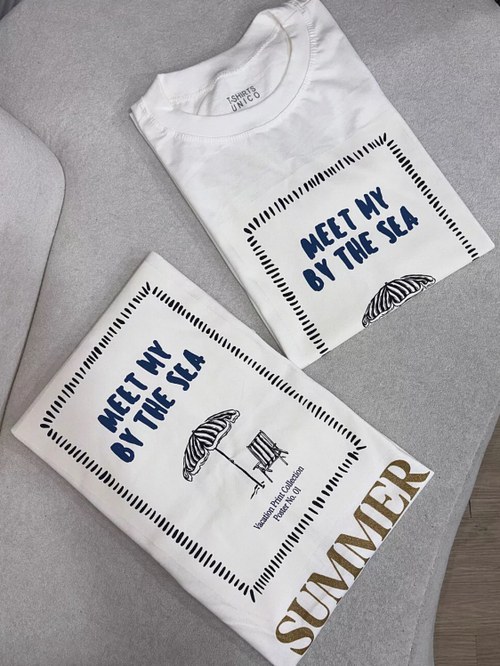 T-SHIRTS
UNICO
MEET MY
BY THE SEA
MEET MY
BY THE SEA
Vacation Print Collection
Poster No. 01
SUMMER